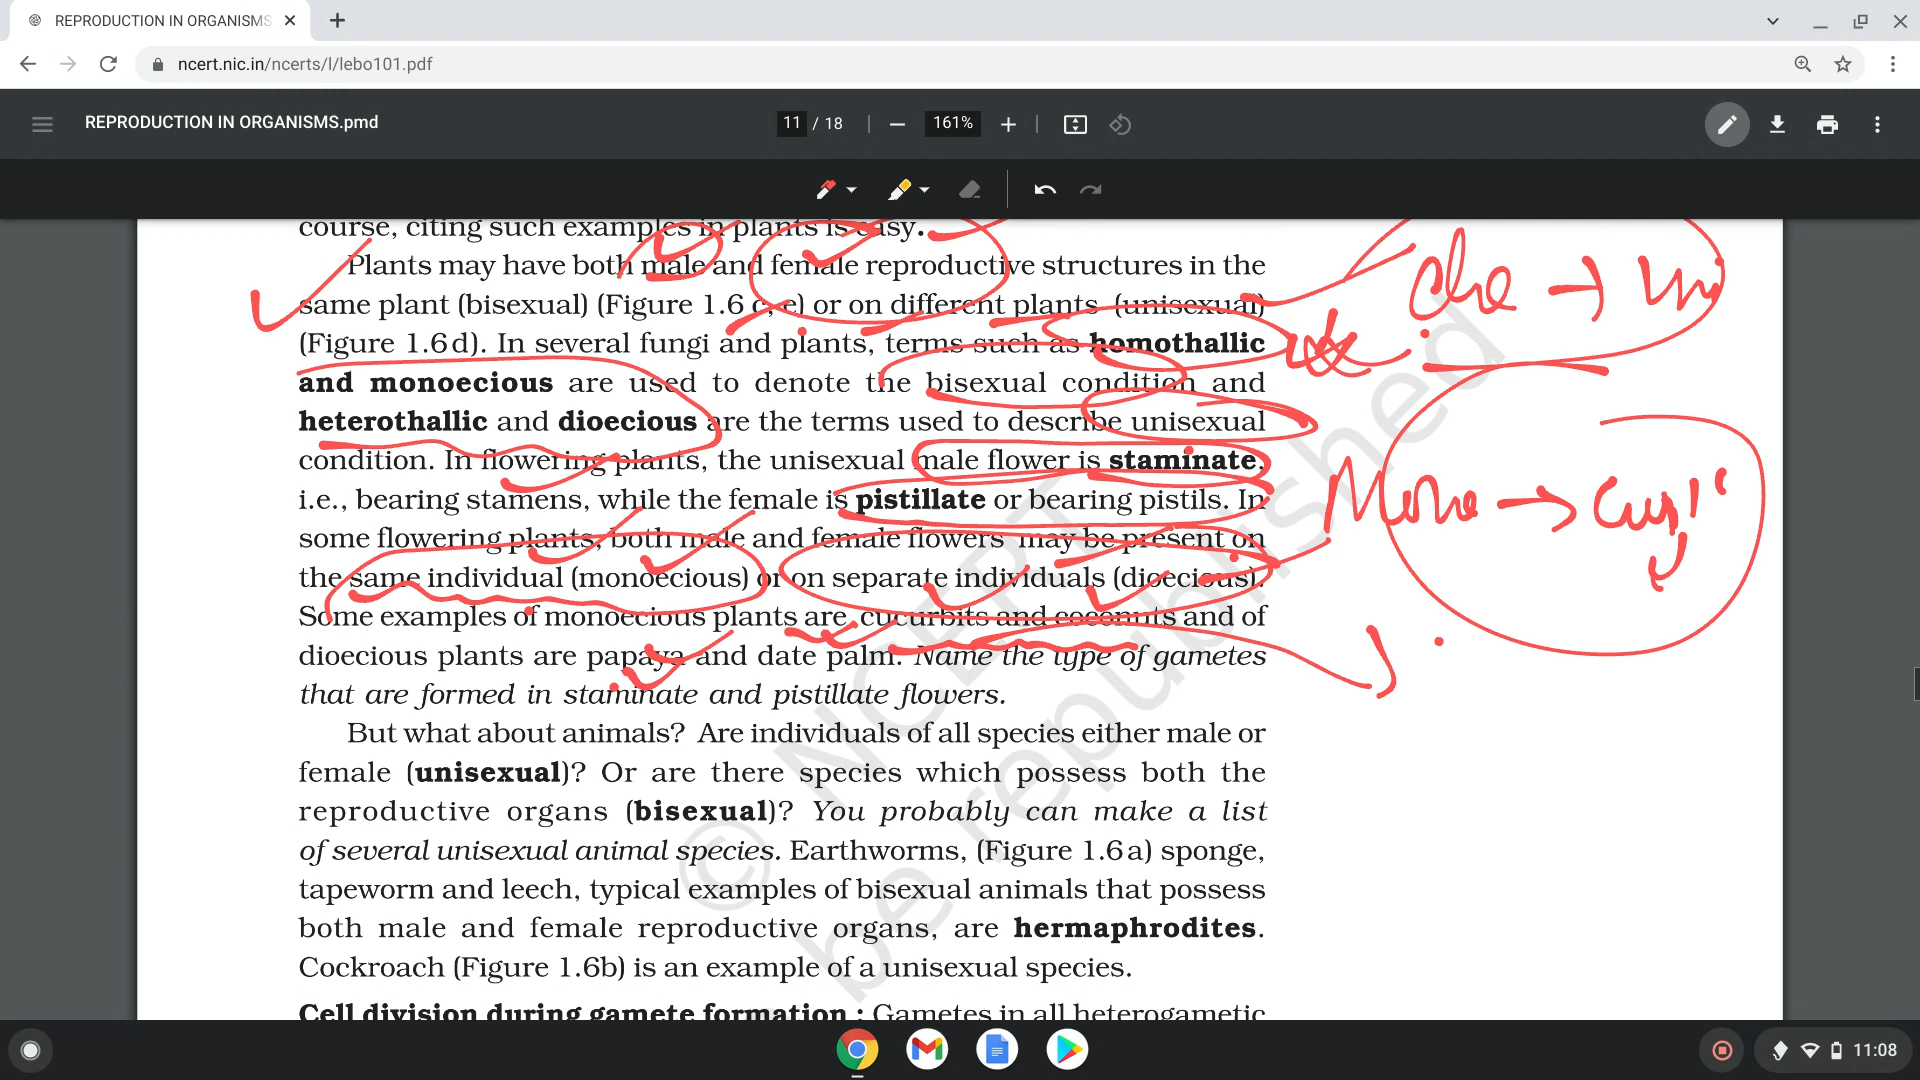 REPRODUCTION IN ORGANISMS
ncert.nic.in/ncerts/l/lebo101.pdf
REPRODUCTION IN ORGANISMS.pmd
11 / 18
161%
course, citing such examples in plants is easy.
Plants may have both male and female reproductive structures in the
same plant (bisexual) (Figure 1.6 c, e) or on different plants (unisexual)
(Figure 1.6 d). In several fungi and plants, terms such as homothallic
and monoecious are used to denote the bisexual condition and
heterothallic and dioecious are the terms used to describe unisexual
condition. In flowering plants, the unisexual male flower is staminate,
i.e., bearing stamens, while the female is pistillate or bearing pistils. In
some flowering plants, both male and female flowers may be present on
the same individual (monoecious) or on separate individuals (dioecious).
Some examples of monoecious plants are cucurbits and coconuts and of
dioecious plants are papaya and date palm. Name the type of gametes
that are formed in staminate and pistillate flowers.
But what about animals? Are individuals of all species either male or
female (unisexual)? Or are there species which possess both the
reproductive organs (bisexual)? You probably can make a list
of several unisexual animal species. Earthworms, (Figure 1.6 a) sponge,
tapeworm and leech, typical examples of bisexual animals that possess
both male and female reproductive organs, are hermaphrodites.
Cockroach (Figure 1.6b) is an example of a unisexual species.
Cell division during gamete formation : Gametes in all heterogametic
© NCERT
be republished
11:08